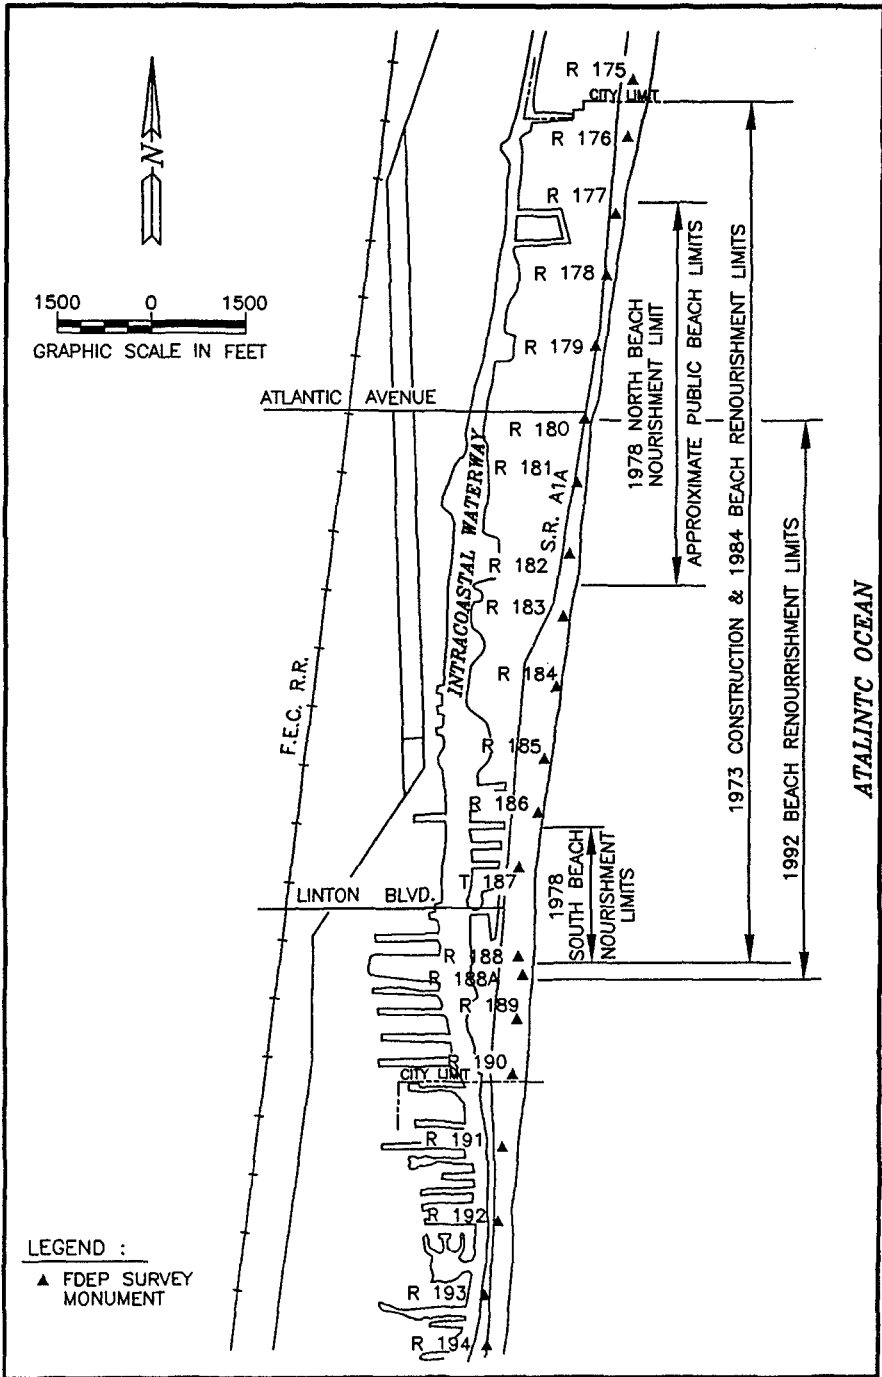 R 175
CITY LIMIT
R 176
R 177
R 178
R 179
N
1500 0 1500
GRAPHIC SCALE IN FEET
ATLANTIC AVENUE
R 180
R 181
S.R. A1A
INTRACOASTAL WATERWAY
R 182
R 183
R 184
R 185
R 186
T 187
F.E.C. R.R.
LINTON BLVD.
R 188
R 188A
R 189
R 190
CITY LIMIT
R 191
R 192
R 193
R 194
1978 NORTH BEACH
NOURISHMENT LIMIT
APPROIXIMATE PUBLIC BEACH LIMITS
1973 CONSTRUCTION & 1984 BEACH RENOURISHMENT LIMITS
1992 BEACH RENOURRISHMENT LIMITS
1978
SOUTH BEACH
NOURISHMENT
LIMITS
ATALINTC OCEAN
LEGEND :
▲ FDEP SURVEY
MONUMENT